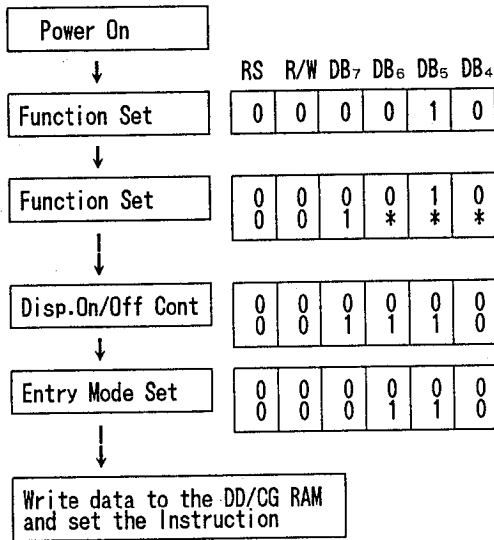 Power On
RS R/W DB₇ DB₆ DB₅ DB₄
Function Set 0 0 0 0 1 0
Function Set 0 0 0 0 1 0
0 0 1 * * *
Disp.On/Off Cont 0 0 0 0 0 0
0 0 1 1 1 0
Entry Mode Set 0 0 0 0 0 0
0 0 0 1 1 0
Write data to the DD/CG RAM
and set the Instruction